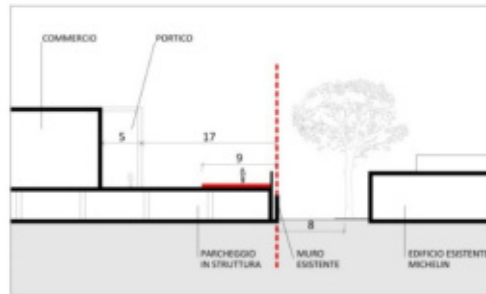 COMMERCIO
PORTICO
5
17
9
8
PARCHEGGIO
IN STRUTTURA
MURO
ESISTENTE
EDIFICIO ESISTENTE
MICHELIN